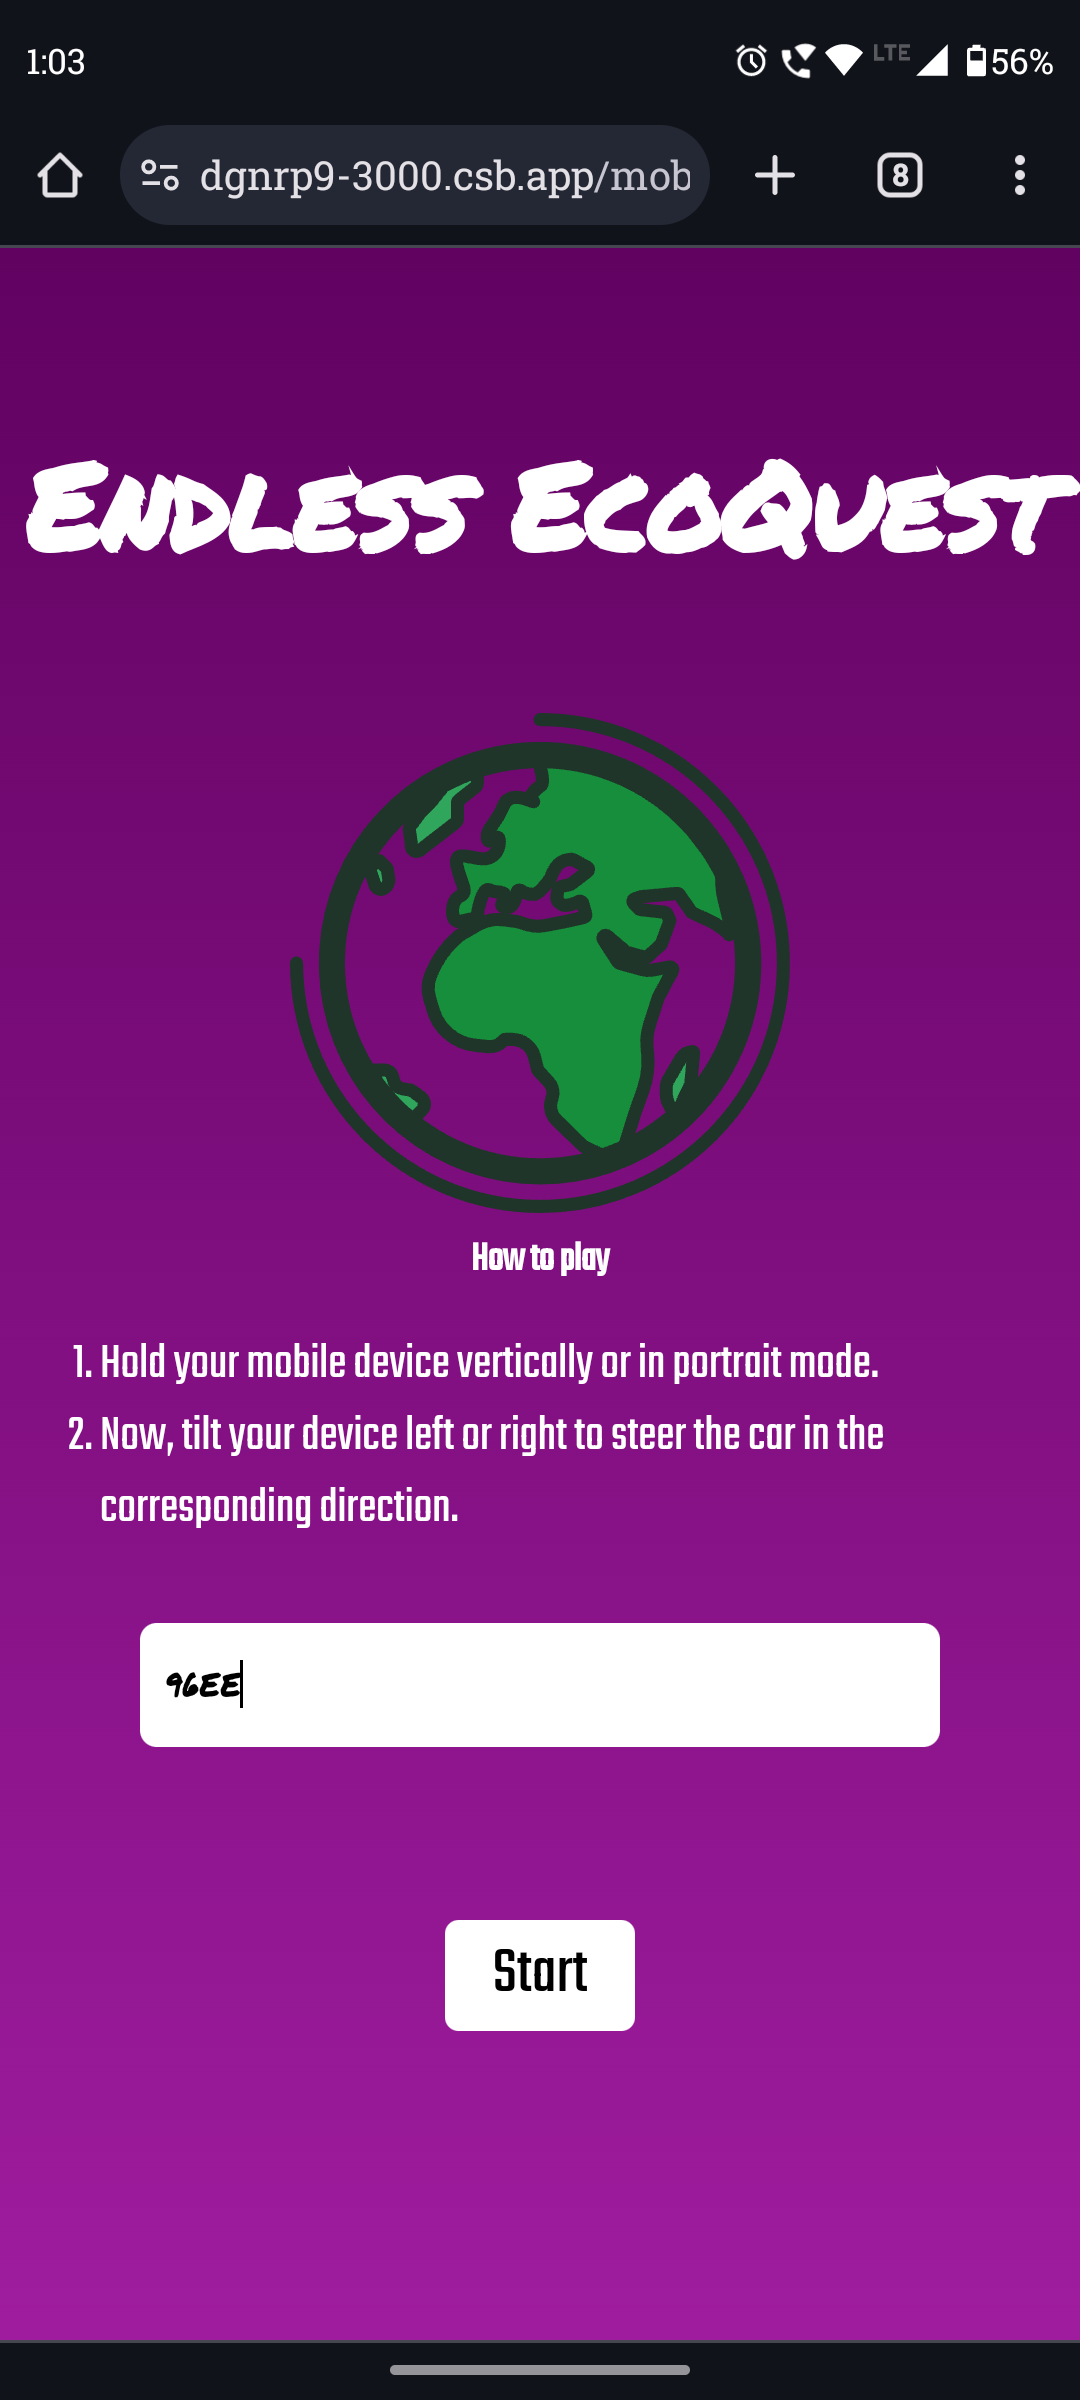 1:03
LTE
56%
dgnrp9-3000.csb.app/mob
8
ENDLESS ECOQUEST
How to play
1. Hold your mobile device vertically or in portrait mode.
2. Now, tilt your device left or right to steer the car in the
corresponding direction.
96EE
Start